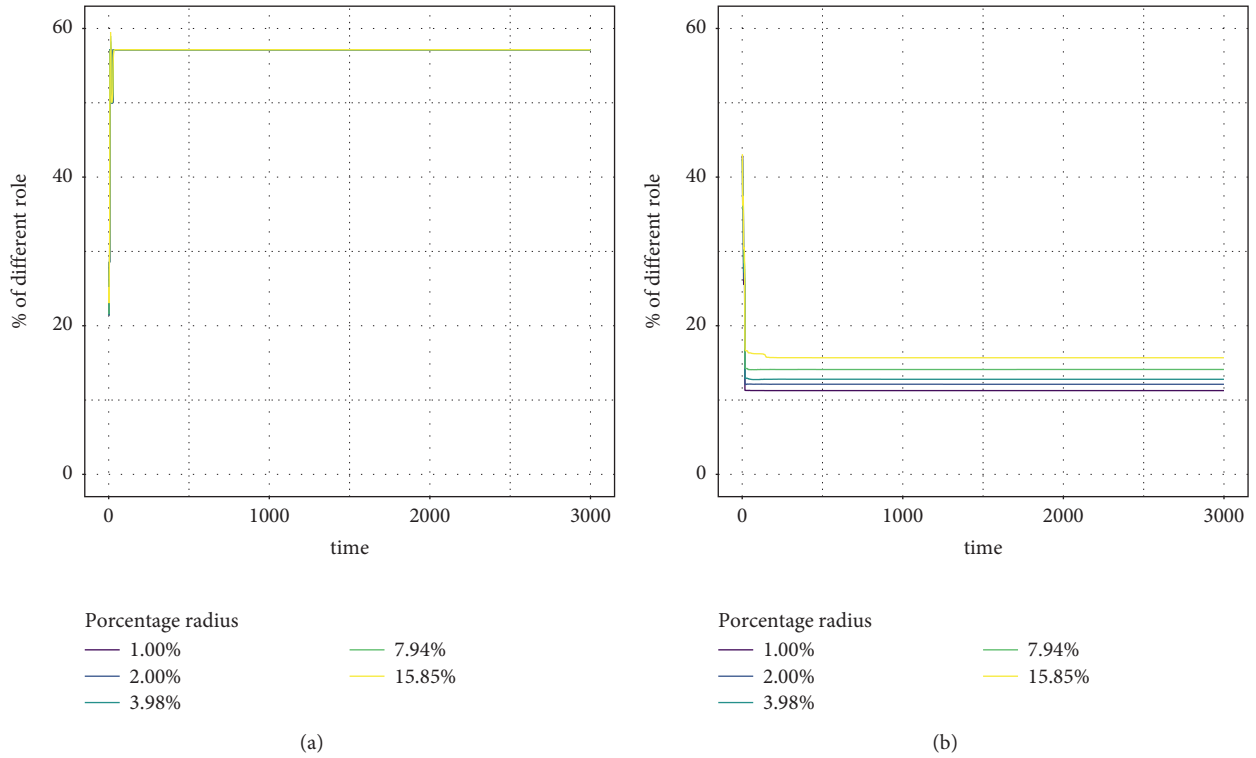 60
40
20
0
% of different role
0 1000 2000 3000
time
Porcentage radius
1.00% 7.94%
2.00% 15.85%
3.98%
(a)
60
40
20
0
% of different role
0 1000 2000 3000
time
Porcentage radius
1.00% 7.94%
2.00% 15.85%
3.98%
(b)